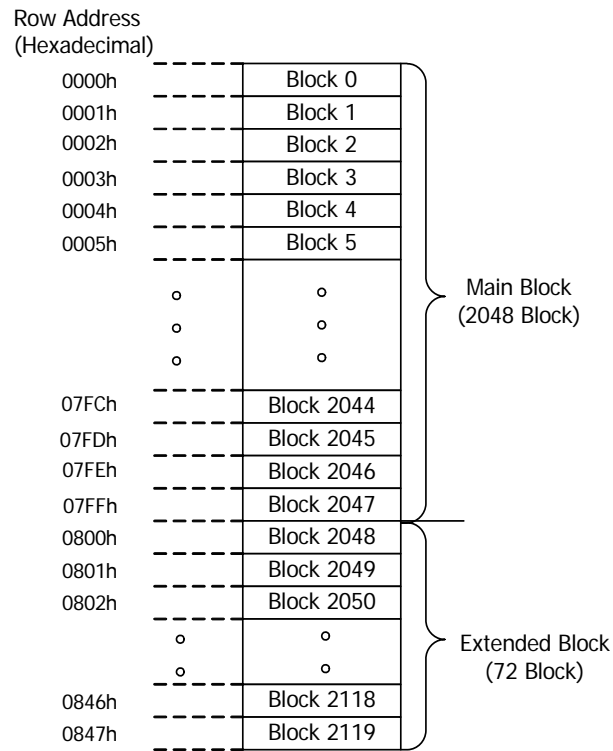 Row Address
(Hexadecimal)
0000h Block 0
0001h Block 1
0002h Block 2
0003h Block 3
0004h Block 4
0005h Block 5
Main Block
(2048 Block)
07FCh Block 2044
07FDh Block 2045
07FEh Block 2046
07FFh Block 2047
0800h Block 2048
0801h Block 2049
0802h Block 2050
Extended Block
(72 Block)
0846h Block 2118
0847h Block 2119